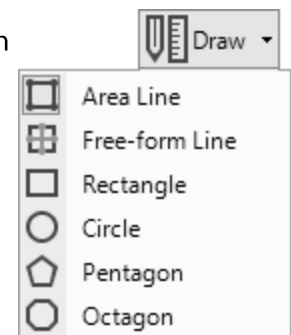 n
Draw
Area Line
Free-form Line
Rectangle
Circle
Pentagon
Octagon